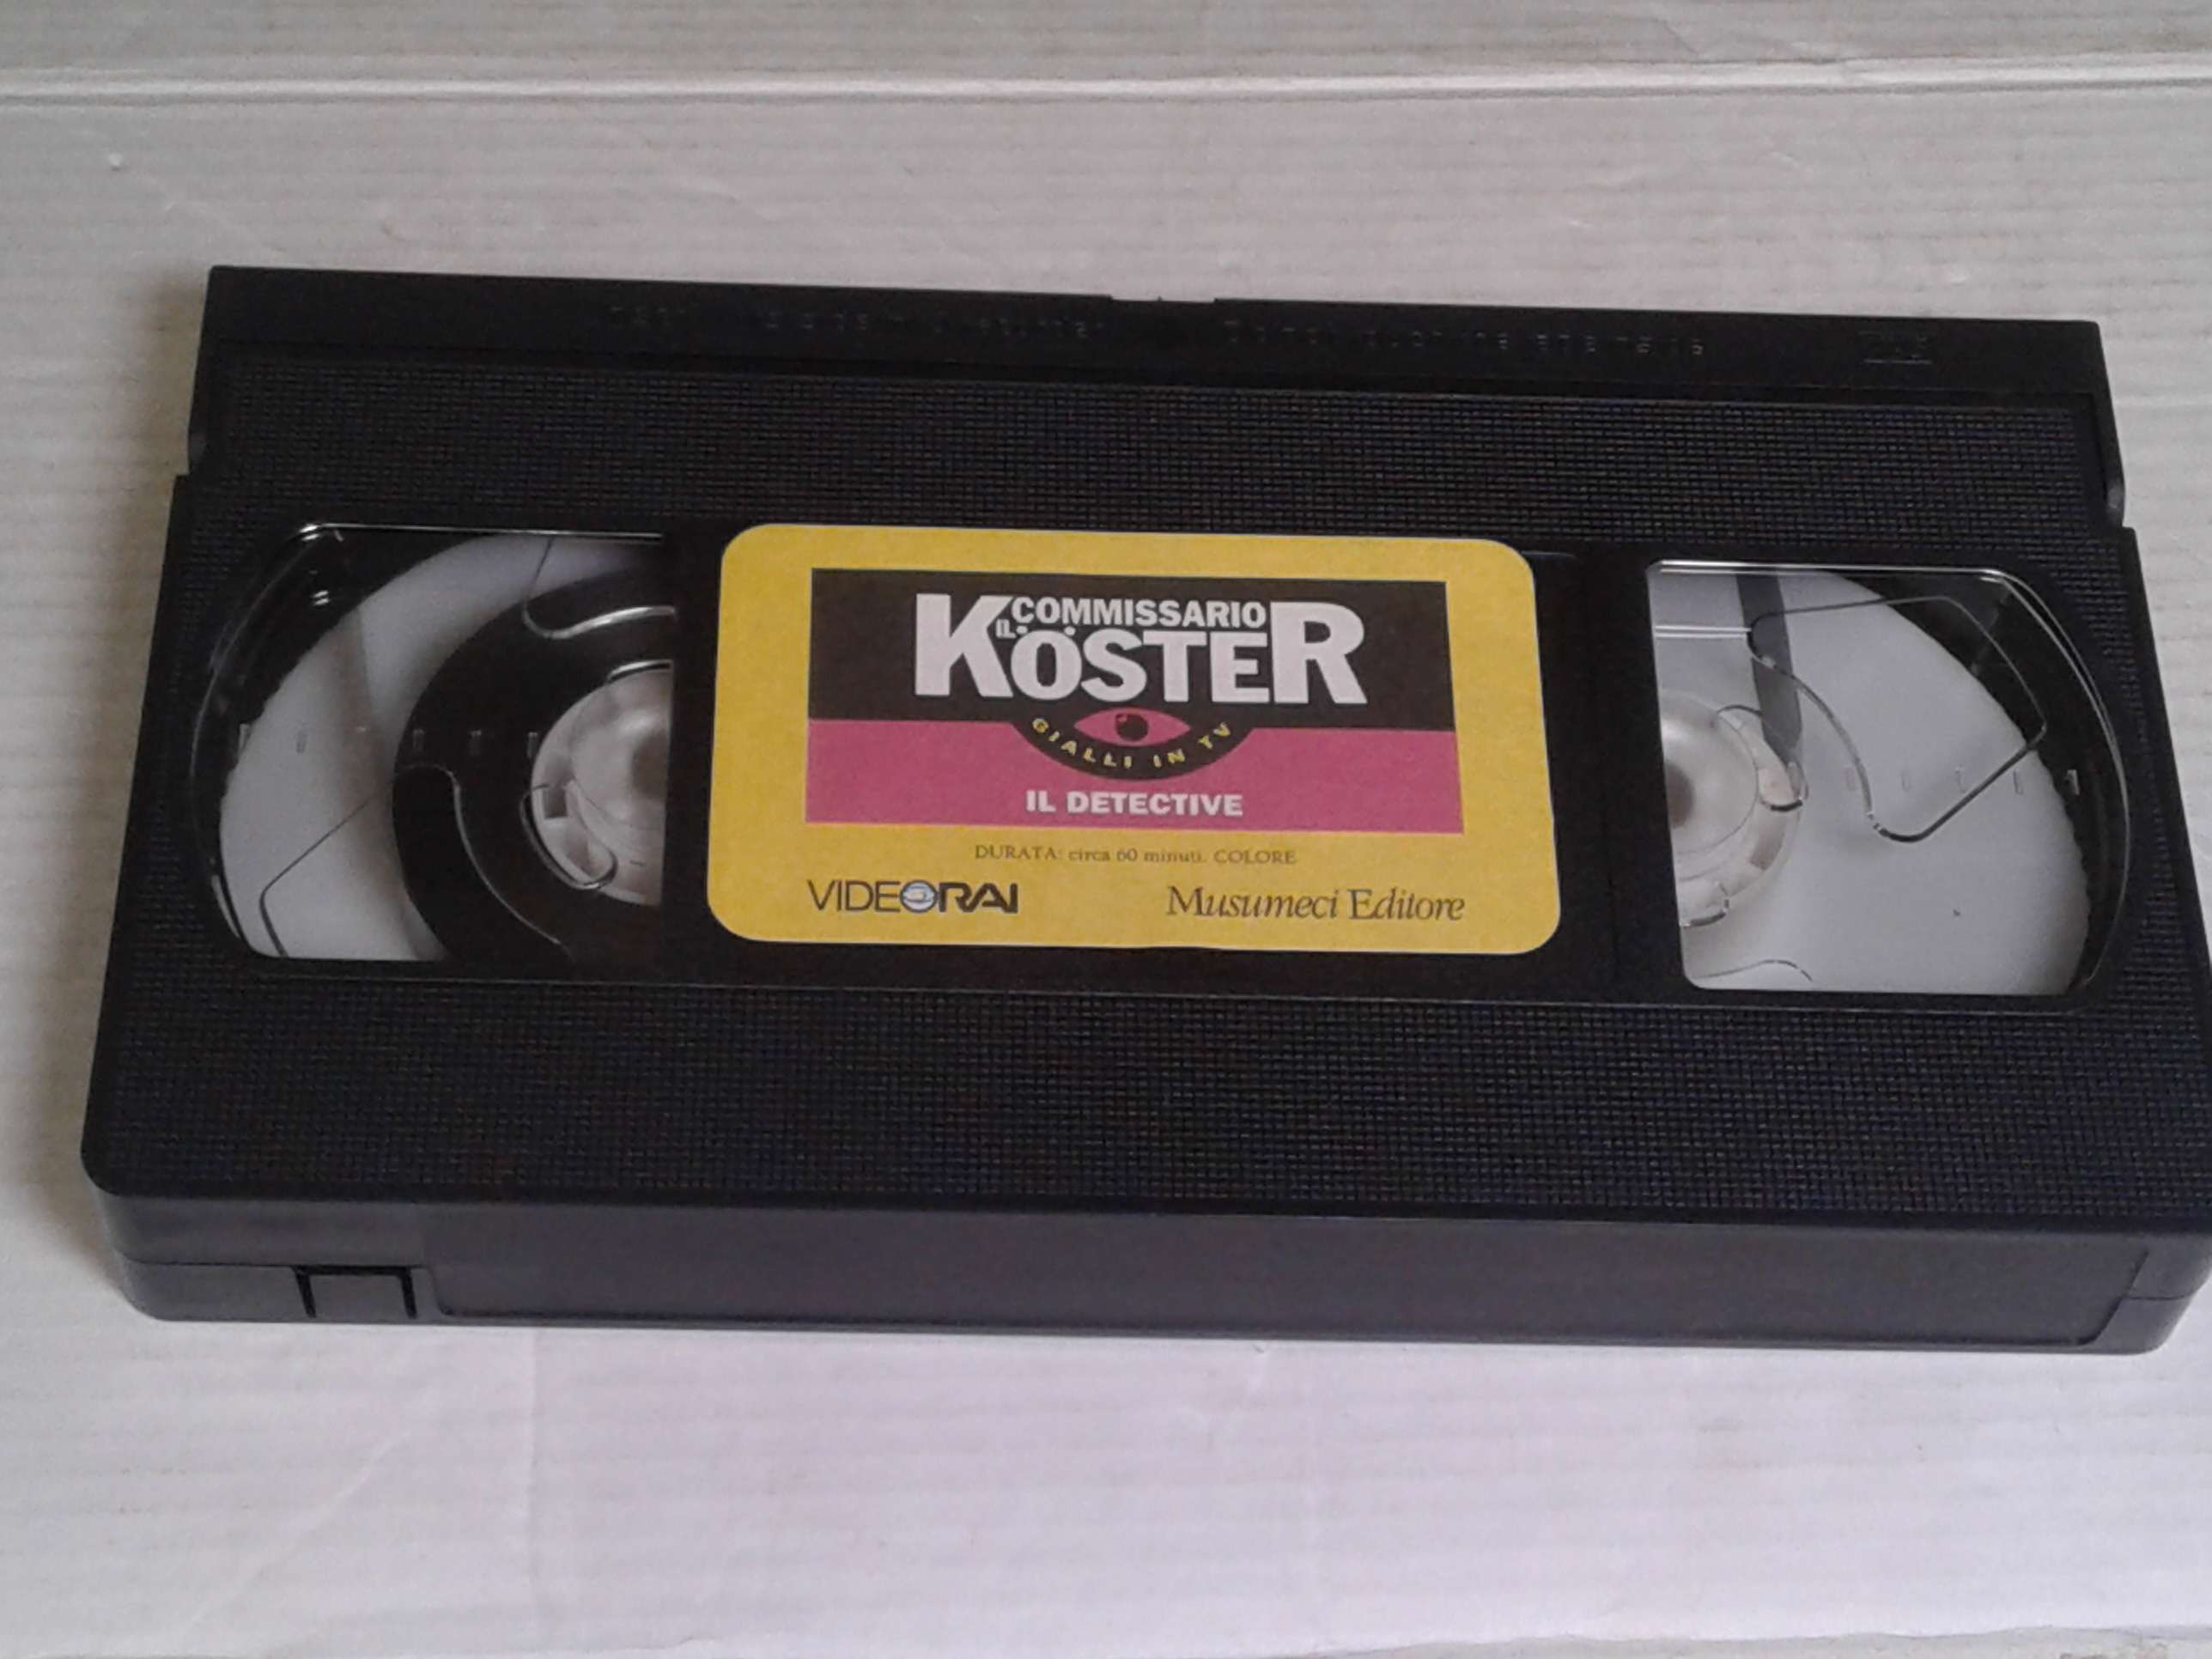 IL COMMISSARIO
KÖSTER
GIALLI IN TV
IL DETECTIVE
DURATA: circa 60 minuti. COLORE
VIDEORAI
Musumeci Editore